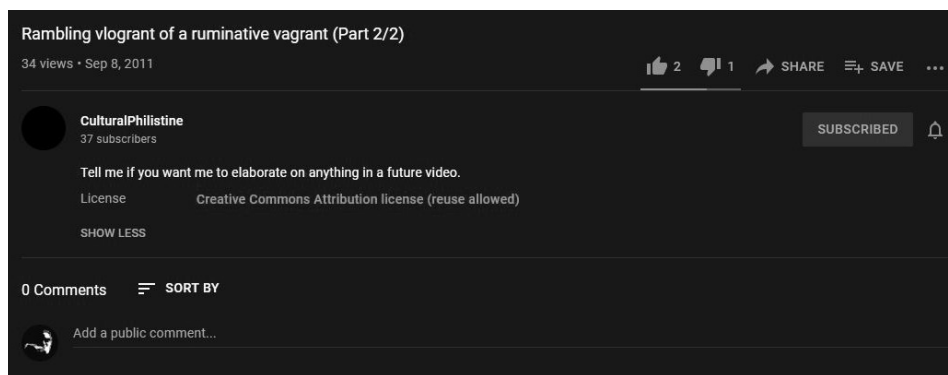 Rambling vlogrant of a ruminative vagrant (Part 2/2)
34 views • Sep 8, 2011
2 1 SHARE SAVE
CulturalPhilistine
37 subscribers
SUBSCRIBED
Tell me if you want me to elaborate on anything in a future video.
License Creative Commons Attribution license (reuse allowed)
SHOW LESS
0 Comments SORT BY
Add a public comment...